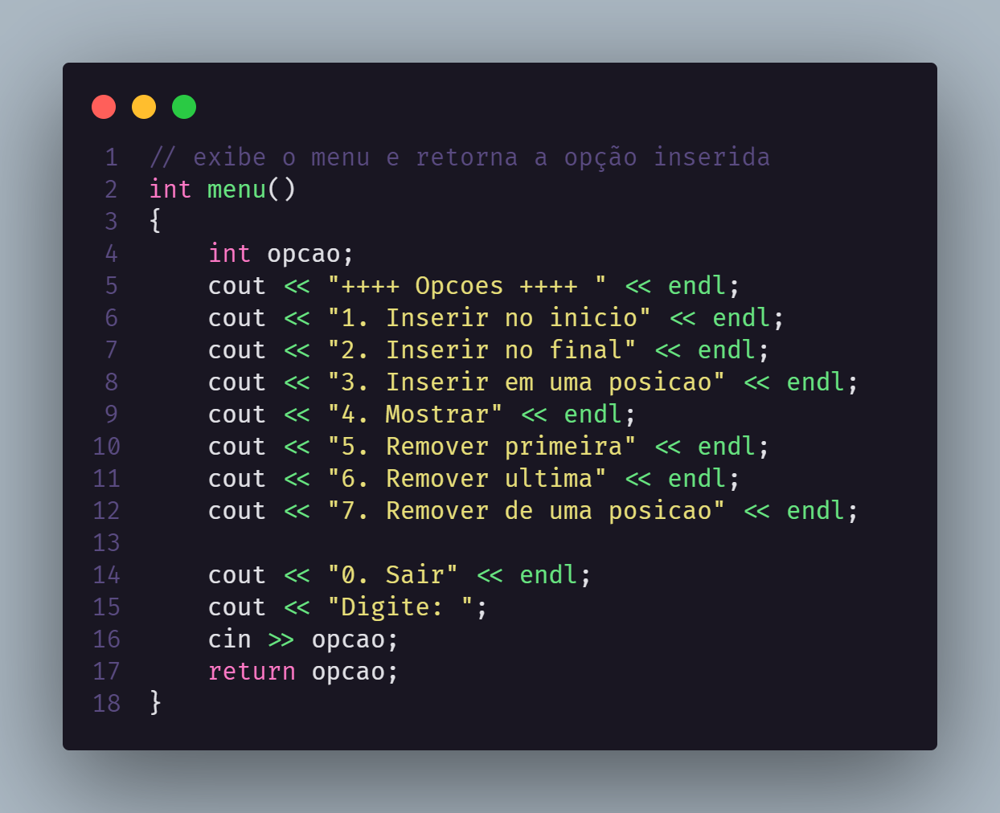 1 // exibe o menu e retorna a opção inserida
2 int menu()
3 {
4     int opcao;
5     cout << "++++ Opcoes ++++ " << endl;
6     cout << "1. Inserir no inicio" << endl;
7     cout << "2. Inserir no final" << endl;
8     cout << "3. Inserir em uma posicao" << endl;
9     cout << "4. Mostrar" << endl;
10     cout << "5. Remover primeira" << endl;
11     cout << "6. Remover ultima" << endl;
12     cout << "7. Remover de uma posicao" << endl;
13
14     cout << "0. Sair" << endl;
15     cout << "Digite: ";
16     cin >> opcao;
17     return opcao;
18 }